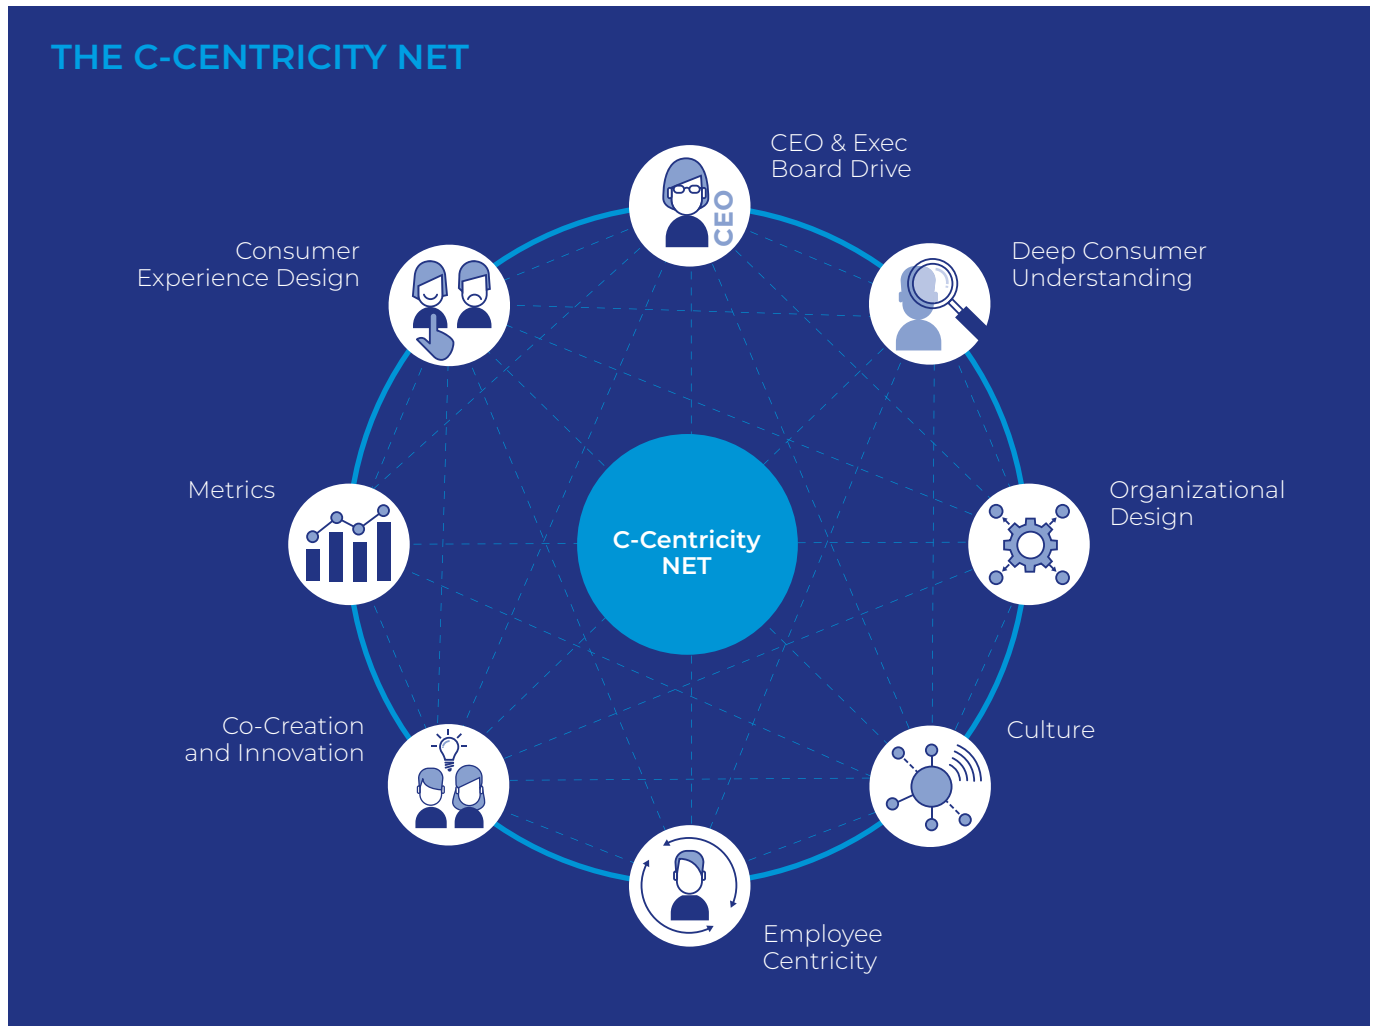 THE C-CENTRICITY NET
CEO & Exec
Board Drive
CEO
Deep Consumer
Understanding
Organizational
Design
Culture
Employee
Centricity
Co-Creation
and Innovation
Metrics
Consumer
Experience Design
C-Centricity
NET